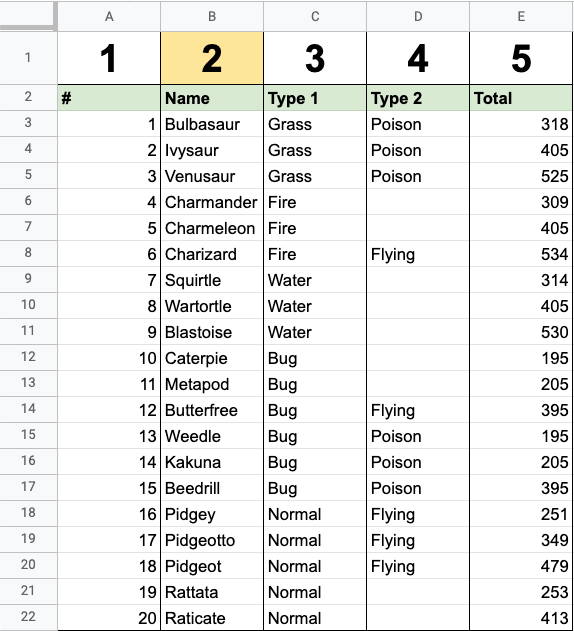 A B C D E
1 1 2 3 4 5
2 # Name Type 1 Type 2 Total
3 1 Bulbasaur Grass Poison 318
4 2 Ivysaur Grass Poison 405
5 3 Venusaur Grass Poison 525
6 4 Charmander Fire 309
7 5 Charmeleon Fire 405
8 6 Charizard Fire Flying 534
9 7 Squirtle Water 314
10 8 Wartortle Water 405
11 9 Blastoise Water 530
12 10 Caterpie Bug 195
13 11 Metapod Bug 205
14 12 Butterfree Bug Flying 395
15 13 Weedle Bug Poison 195
16 14 Kakuna Bug Poison 205
17 15 Beedrill Bug Poison 395
18 16 Pidgey Normal Flying 251
19 17 Pidgeotto Normal Flying 349
20 18 Pidgeot Normal Flying 479
21 19 Rattata Normal 253
22 20 Raticate Normal 413